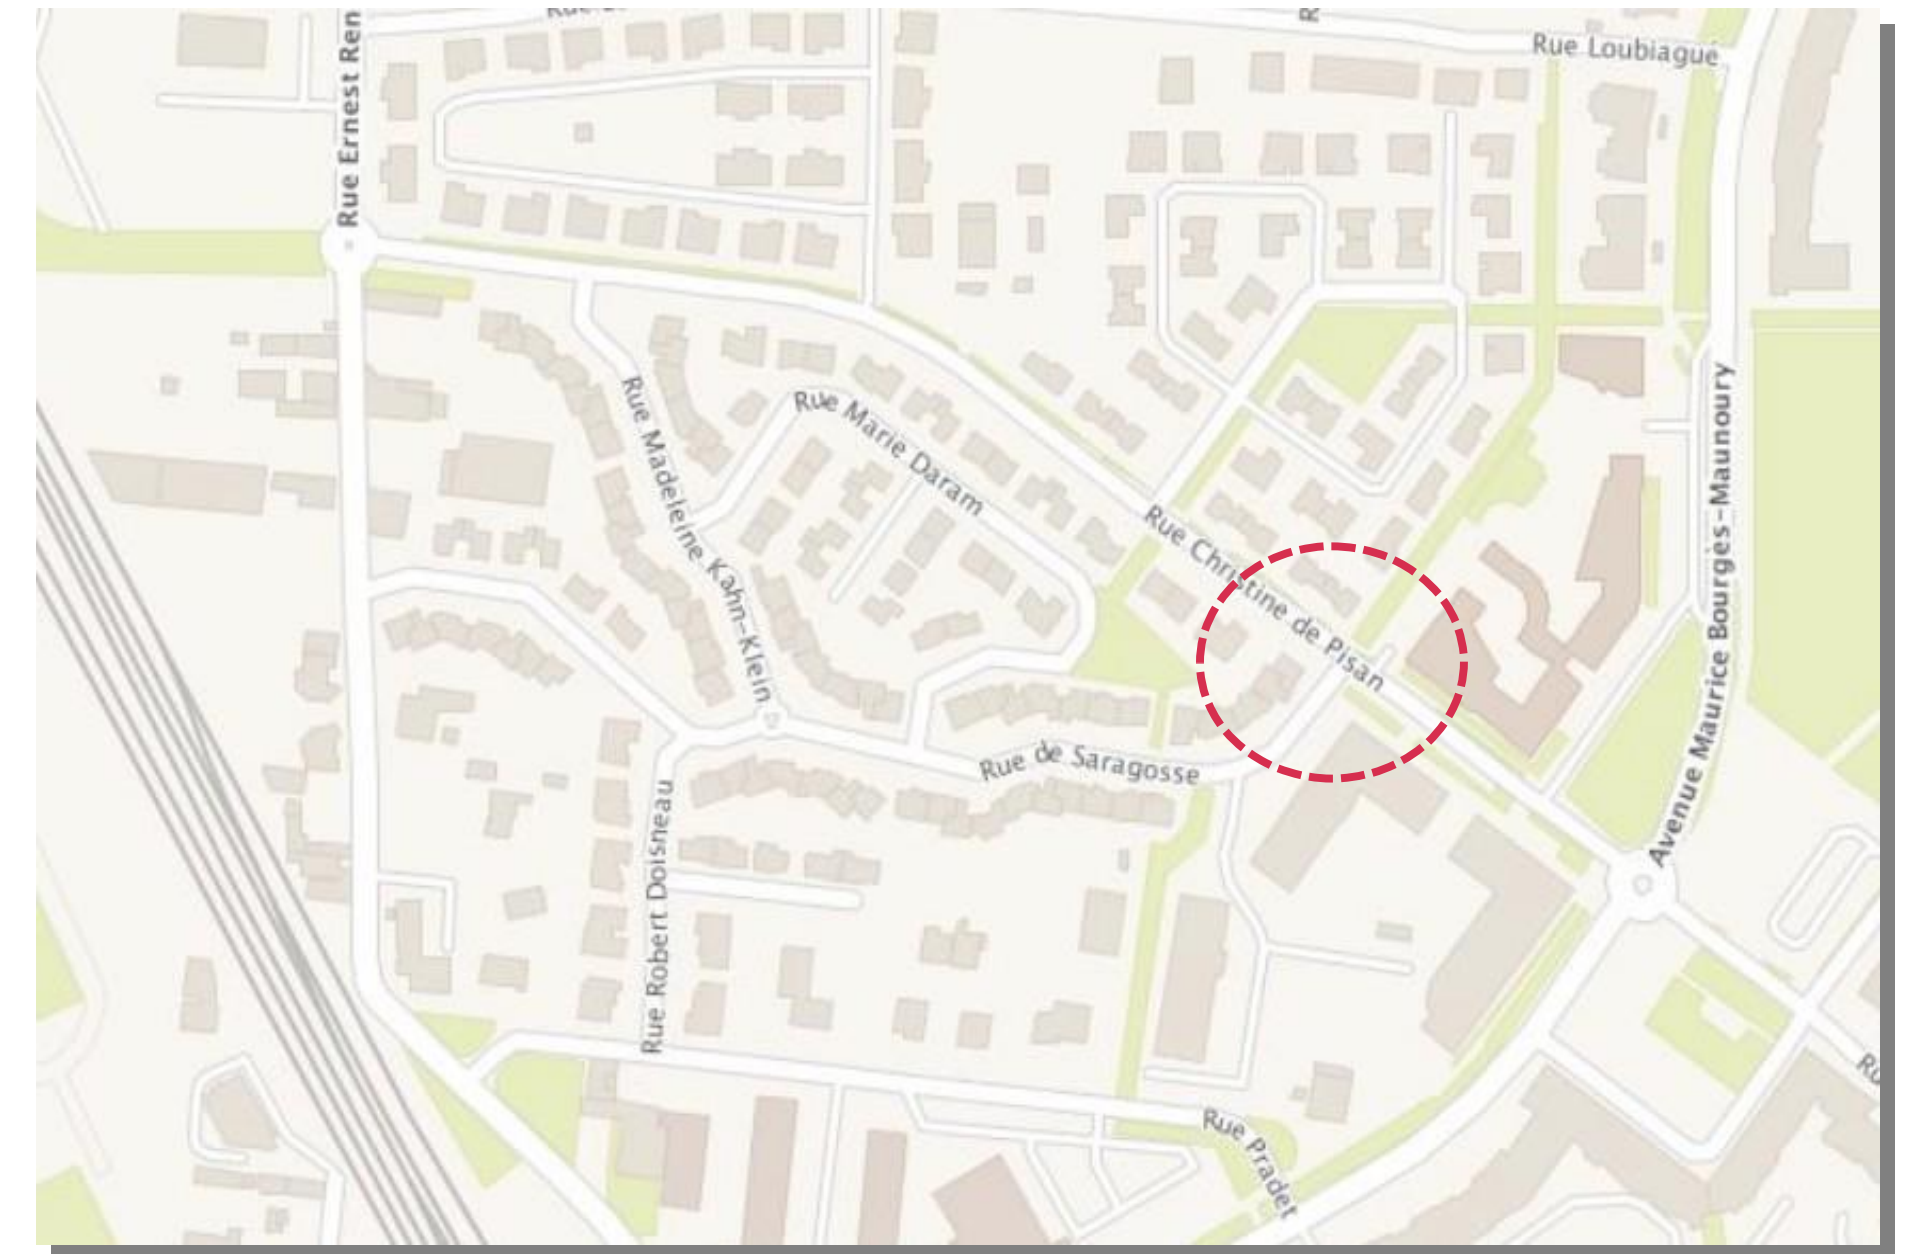 Rue Loubiague
Rue Ernest Ren
Rue Marie Daram
Rue Madeleine Kahn-Klein
Rue Christine de Pisan
Avenue Maurice Bourgès-Maunoury
Rue de Saragosse
Rue Robert Doisneau
Rue Pradet